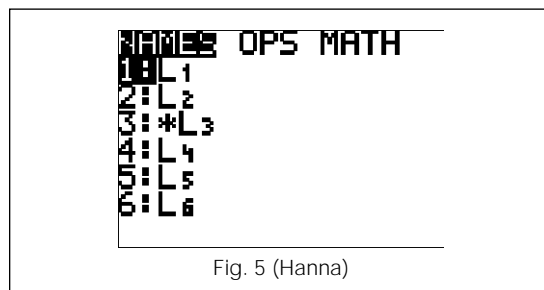 NAMES OPS MATH
1:L₁
2:L₂
3:*L₃
4:L₄
5:L₅
6:L₆
Fig. 5 (Hanna)